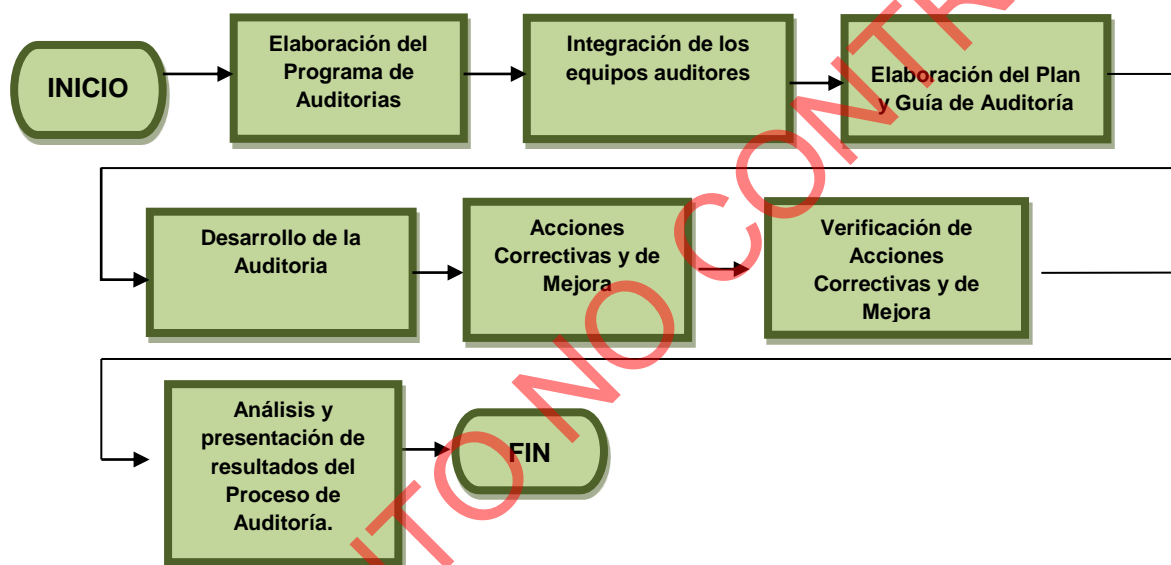 INICIO
Elaboración del
Programa de
Auditorias
Integración de los
equipos auditores
Elaboración del Plan
y Guía de Auditoría
Desarrollo de la
Auditoria
Acciones
Correctivas y de
Mejora
Verificación de
Acciones
Correctivas y de
Mejora
Análisis y
presentación de
resultados del
Proceso de
Auditoría.
FIN
NO